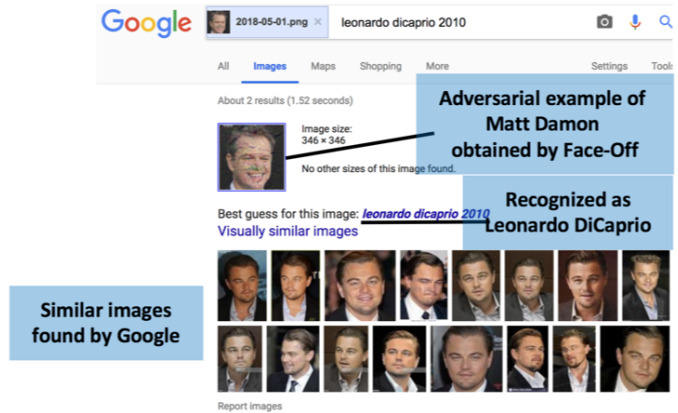 Google
2018-05-01.png × leonardo dicaprio 2010
All Images Maps Shopping More Settings Tools
About 2 results (1.52 seconds)
Adversarial example of
Matt Damon
obtained by Face-Off
Image size:
346 × 346
No other sizes of this image found.
Recognized as
Leonardo DiCaprio
Best guess for this image: leonardo dicaprio 2010
Visually similar images
Similar images
found by Google
Report images